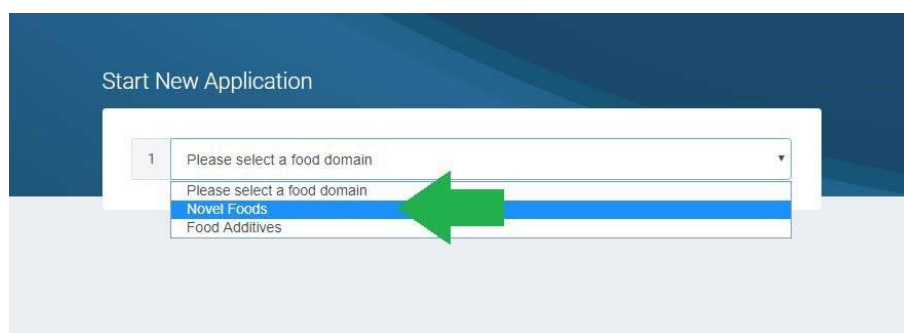 Start New Application
1 Please select a food domain
Please select a food domain
Novel Foods
Food Additives